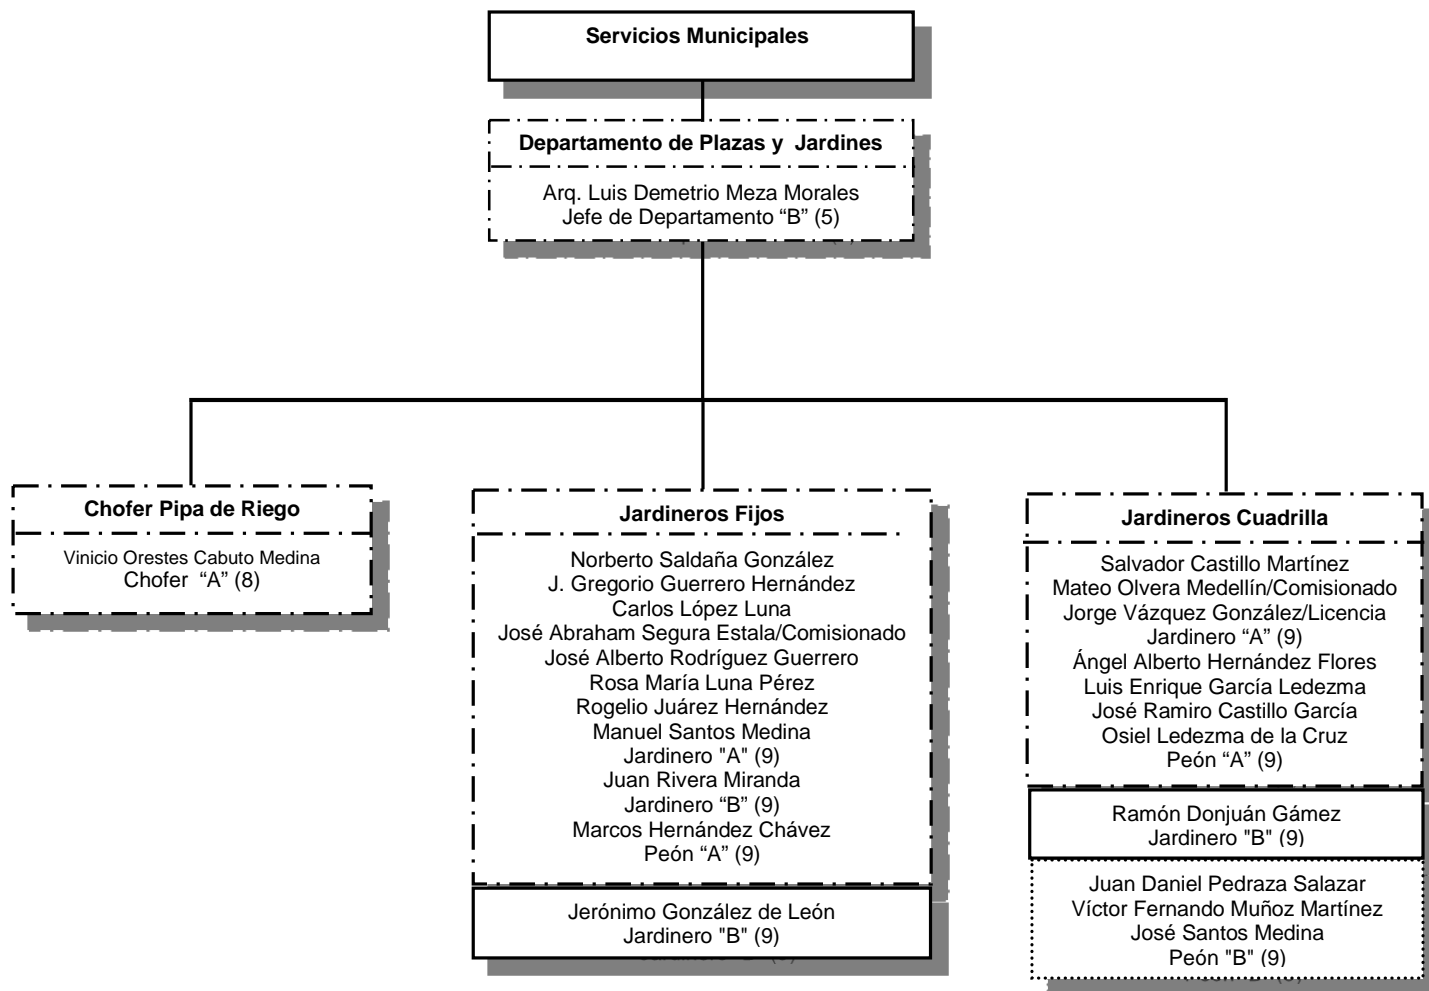 Servicios Municipales
Departamento de Plazas y Jardines
Arq. Luis Demetrio Meza Morales
Jefe de Departamento “B” (5)
Chofer Pipa de Riego
Vinicio Orestes Cabuto Medina
Chofer “A” (8)
Jardineros Fijos
Norberto Saldaña González
J. Gregorio Guerrero Hernández
Carlos López Luna
José Abraham Segura Estala/Comisionado
José Alberto Rodríguez Guerrero
Rosa María Luna Pérez
Rogelio Juárez Hernández
Manuel Santos Medina
Jardinero "A" (9)
Juan Rivera Miranda
Jardinero “B” (9)
Marcos Hernández Chávez
Peón “A” (9)
Jerónimo González de León
Jardinero "B" (9)
Jardineros Cuadrilla
Salvador Castillo Martínez
Mateo Olvera Medellín/Comisionado
Jorge Vázquez González/Licencia
Jardinero “A” (9)
Ángel Alberto Hernández Flores
Luis Enrique García Ledezma
José Ramiro Castillo García
Osiel Ledezma de la Cruz
Peón “A” (9)
Ramón Donjuán Gámez
Jardinero "B" (9)
Juan Daniel Pedraza Salazar
Víctor Fernando Muñoz Martínez
José Santos Medina
Peón "B" (9)